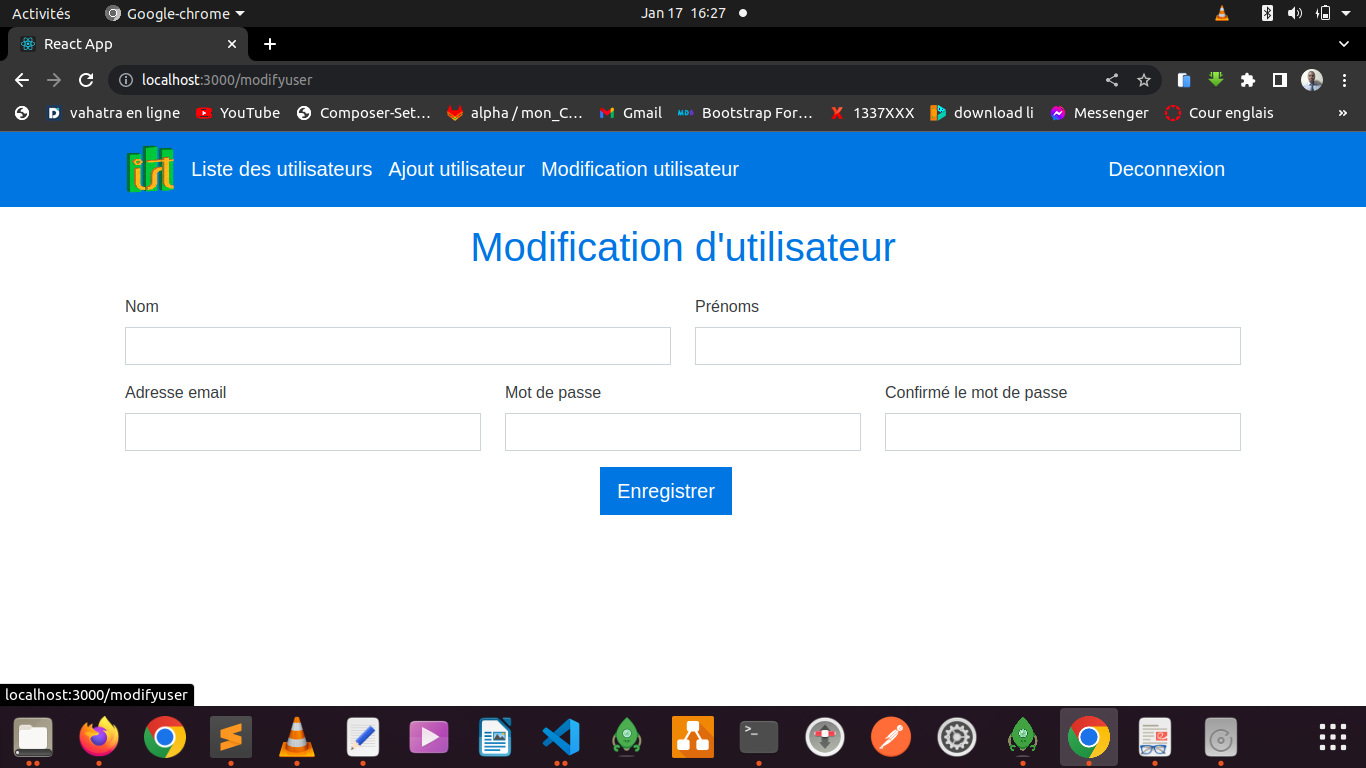 Activités Google-chrome Jan 17 16:27
React App
localhost:3000/modifyuser
vahatra en ligne YouTube Composer-Set… alpha / mon_C… Gmail MDB Bootstrap For… 1337XXX download li Messenger Cour englais »
ist Liste des utilisateurs Ajout utilisateur Modification utilisateur Deconnexion
Modification d'utilisateur
Nom Prénoms
Adresse email Mot de passe Confirmé le mot de passe
Enregistrer
localhost:3000/modifyuser